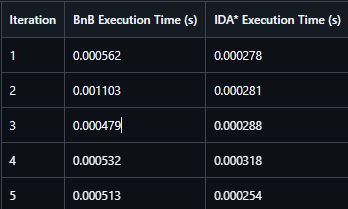 Iteration BnB Execution Time (s) IDA* Execution Time (s)
1 0.000562 0.000278
2 0.001103 0.000281
3 0.000479 0.000288
4 0.000532 0.000318
5 0.000513 0.000254